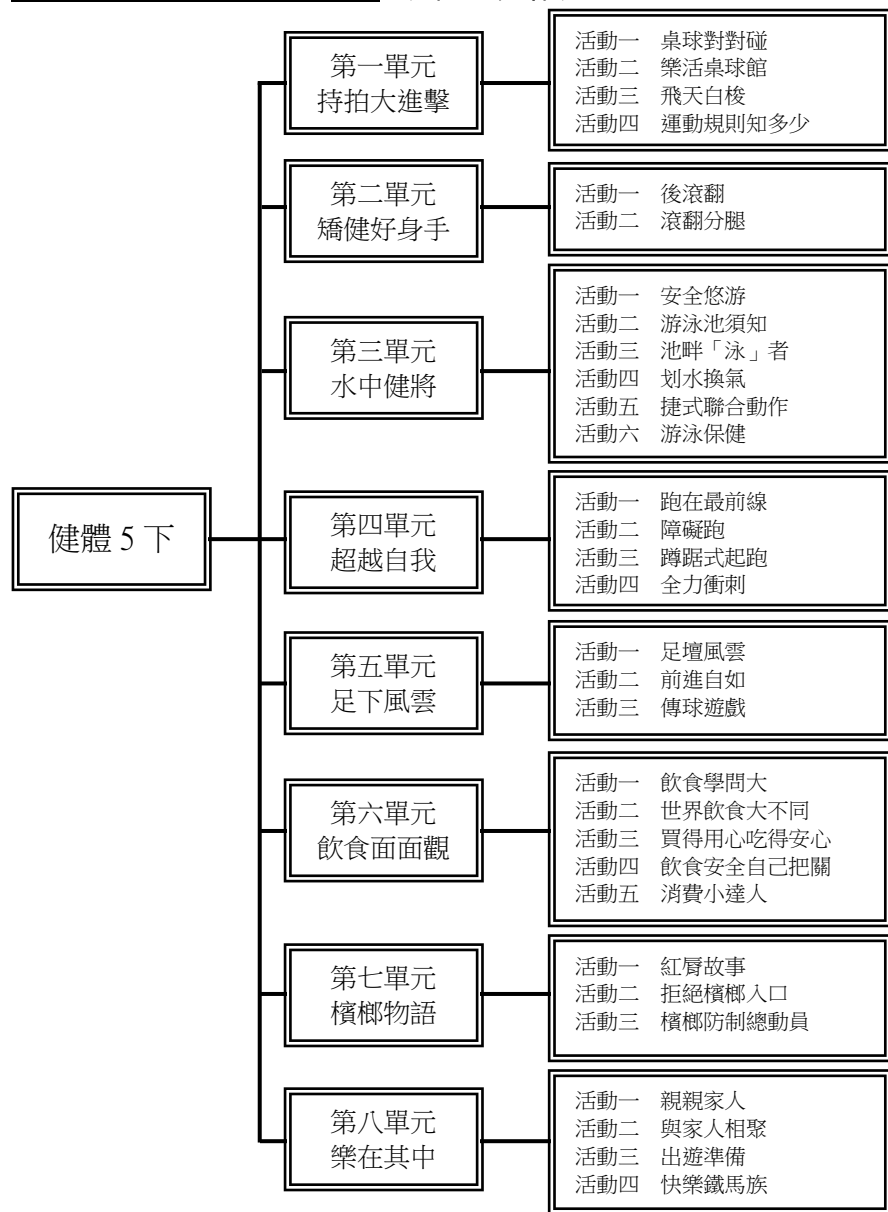 健體 5 下
第一單元
持拍大進擊
活動一 桌球對對碰
活動二 樂活桌球館
活動三 飛天白梭
活動四 運動規則知多少
第二單元
矯健好身手
活動一 後滾翻
活動二 滾翻分腿
第三單元
水中健將
活動一 安全悠游
活動二 游泳池須知
活動三 池畔「泳」者
活動四 划水換氣
活動五 捷式聯合動作
活動六 游泳保健
第四單元
超越自我
活動一 跑在最前線
活動二 障礙跑
活動三 蹲踞式起跑
活動四 全力衝刺
第五單元
足下風雲
活動一 足壇風雲
活動二 前進自如
活動三 傳球遊戲
第六單元
飲食面面觀
活動一 飲食學問大
活動二 世界飲食大不同
活動三 買得用心吃得安心
活動四 飲食安全自己把關
活動五 消費小達人
第七單元
檳榔物語
活動一 紅脣故事
活動二 拒絕檳榔入口
活動三 檳榔防制總動員
第八單元
樂在其中
活動一 親親家人
活動二 與家人相聚
活動三 出遊準備
活動四 快樂鐵馬族